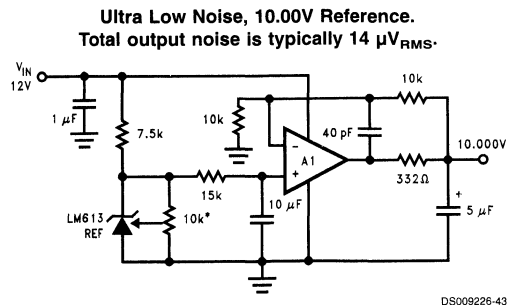 Ultra Low Noise, 10.00V Reference.
Total output noise is typically 14 µVRMS.
VIN
12V
1 µF
7.5k
10k
10k
40 pF
A1
−
+
10.000V
332Ω
15k
10 µF
+
5 µF
LM613
REF
10k*
DS009226-43